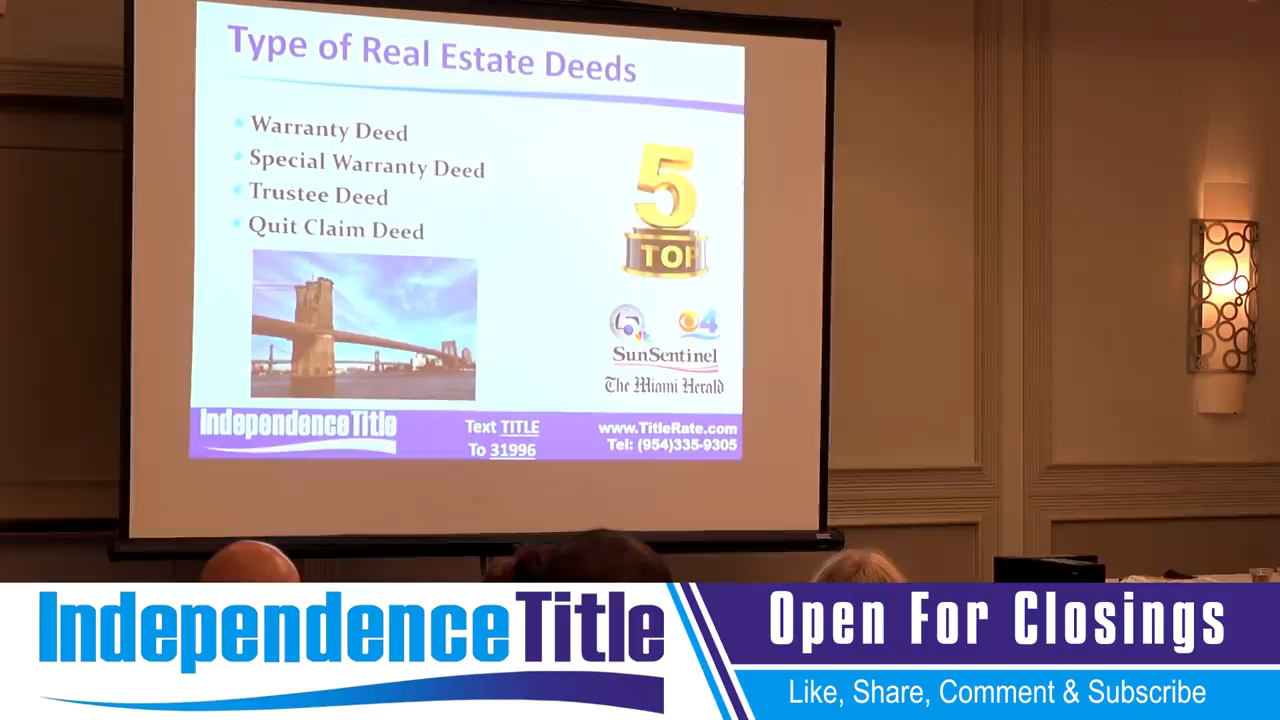 Type of Real Estate Deeds
Warranty Deed
Special Warranty Deed
Trustee Deed
Quit Claim Deed
5
TOP
5
4
SunSentinel
The Miami Herald
IndependenceTitle
Text TITLE
To 31996
www.TitleRate.com
Tel: (954)335-9305
IndependenceTitle
Open For Closings
Like, Share, Comment & Subscribe